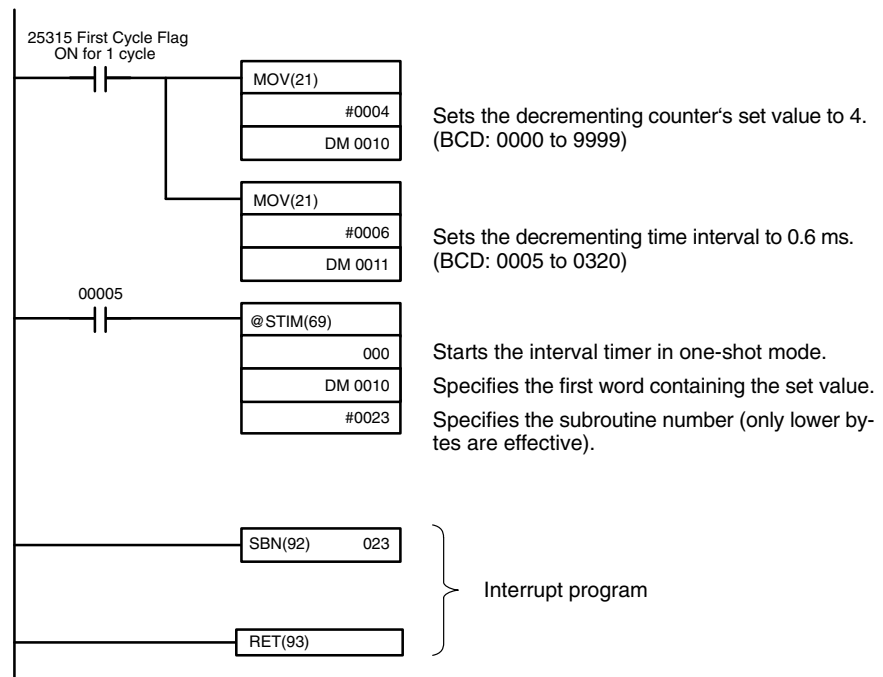 25315 First Cycle Flag
ON for 1 cycle
MOV(21)
#0004
DM 0010
Sets the decrementing counter‘s set value to 4.
(BCD: 0000 to 9999)
MOV(21)
#0006
DM 0011
Sets the decrementing time interval to 0.6 ms.
(BCD: 0005 to 0320)
00005
@STIM(69)
000
Starts the interval timer in one-shot mode.
DM 0010
Specifies the first word containing the set value.
#0023
Specifies the subroutine number (only lower by-
tes are effective).
SBN(92) 023
Interrupt program
RET(93)